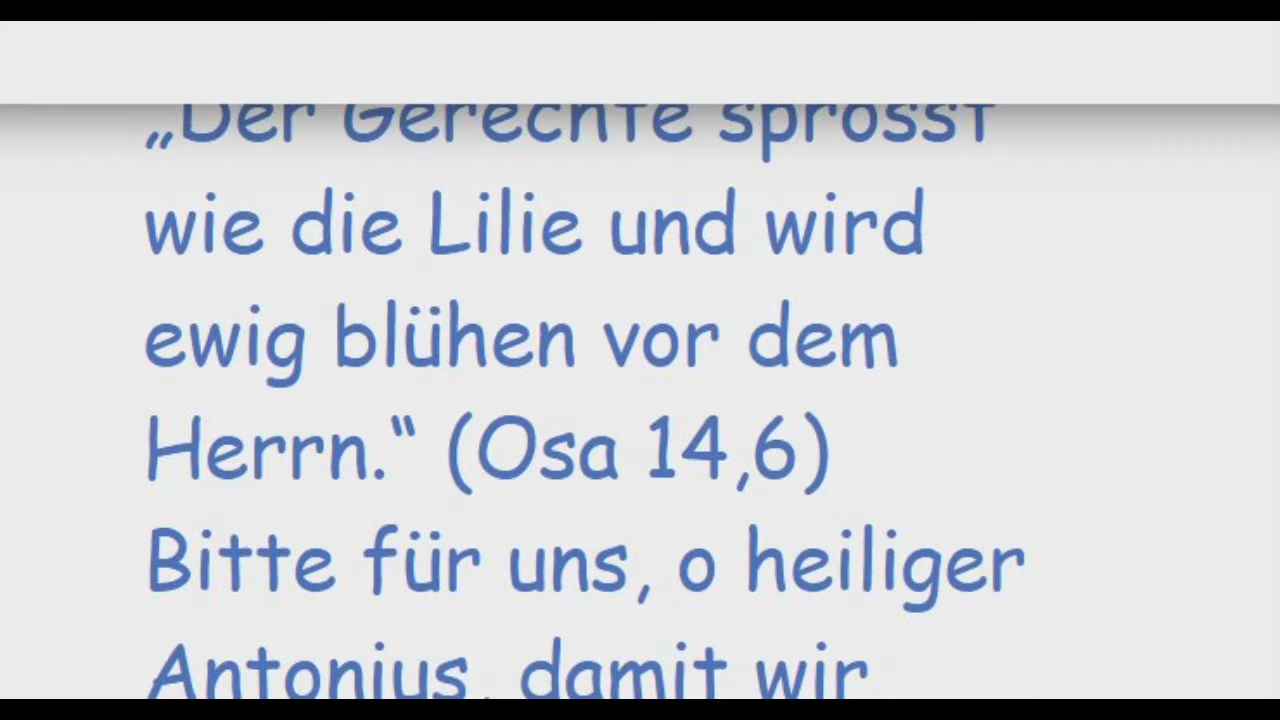 „Der Gerechte sprosst
wie die Lilie und wird
ewig blühen vor dem
Herrn.“ (Osa 14,6)
Bitte für uns, o heiliger
Antonius, damit wir